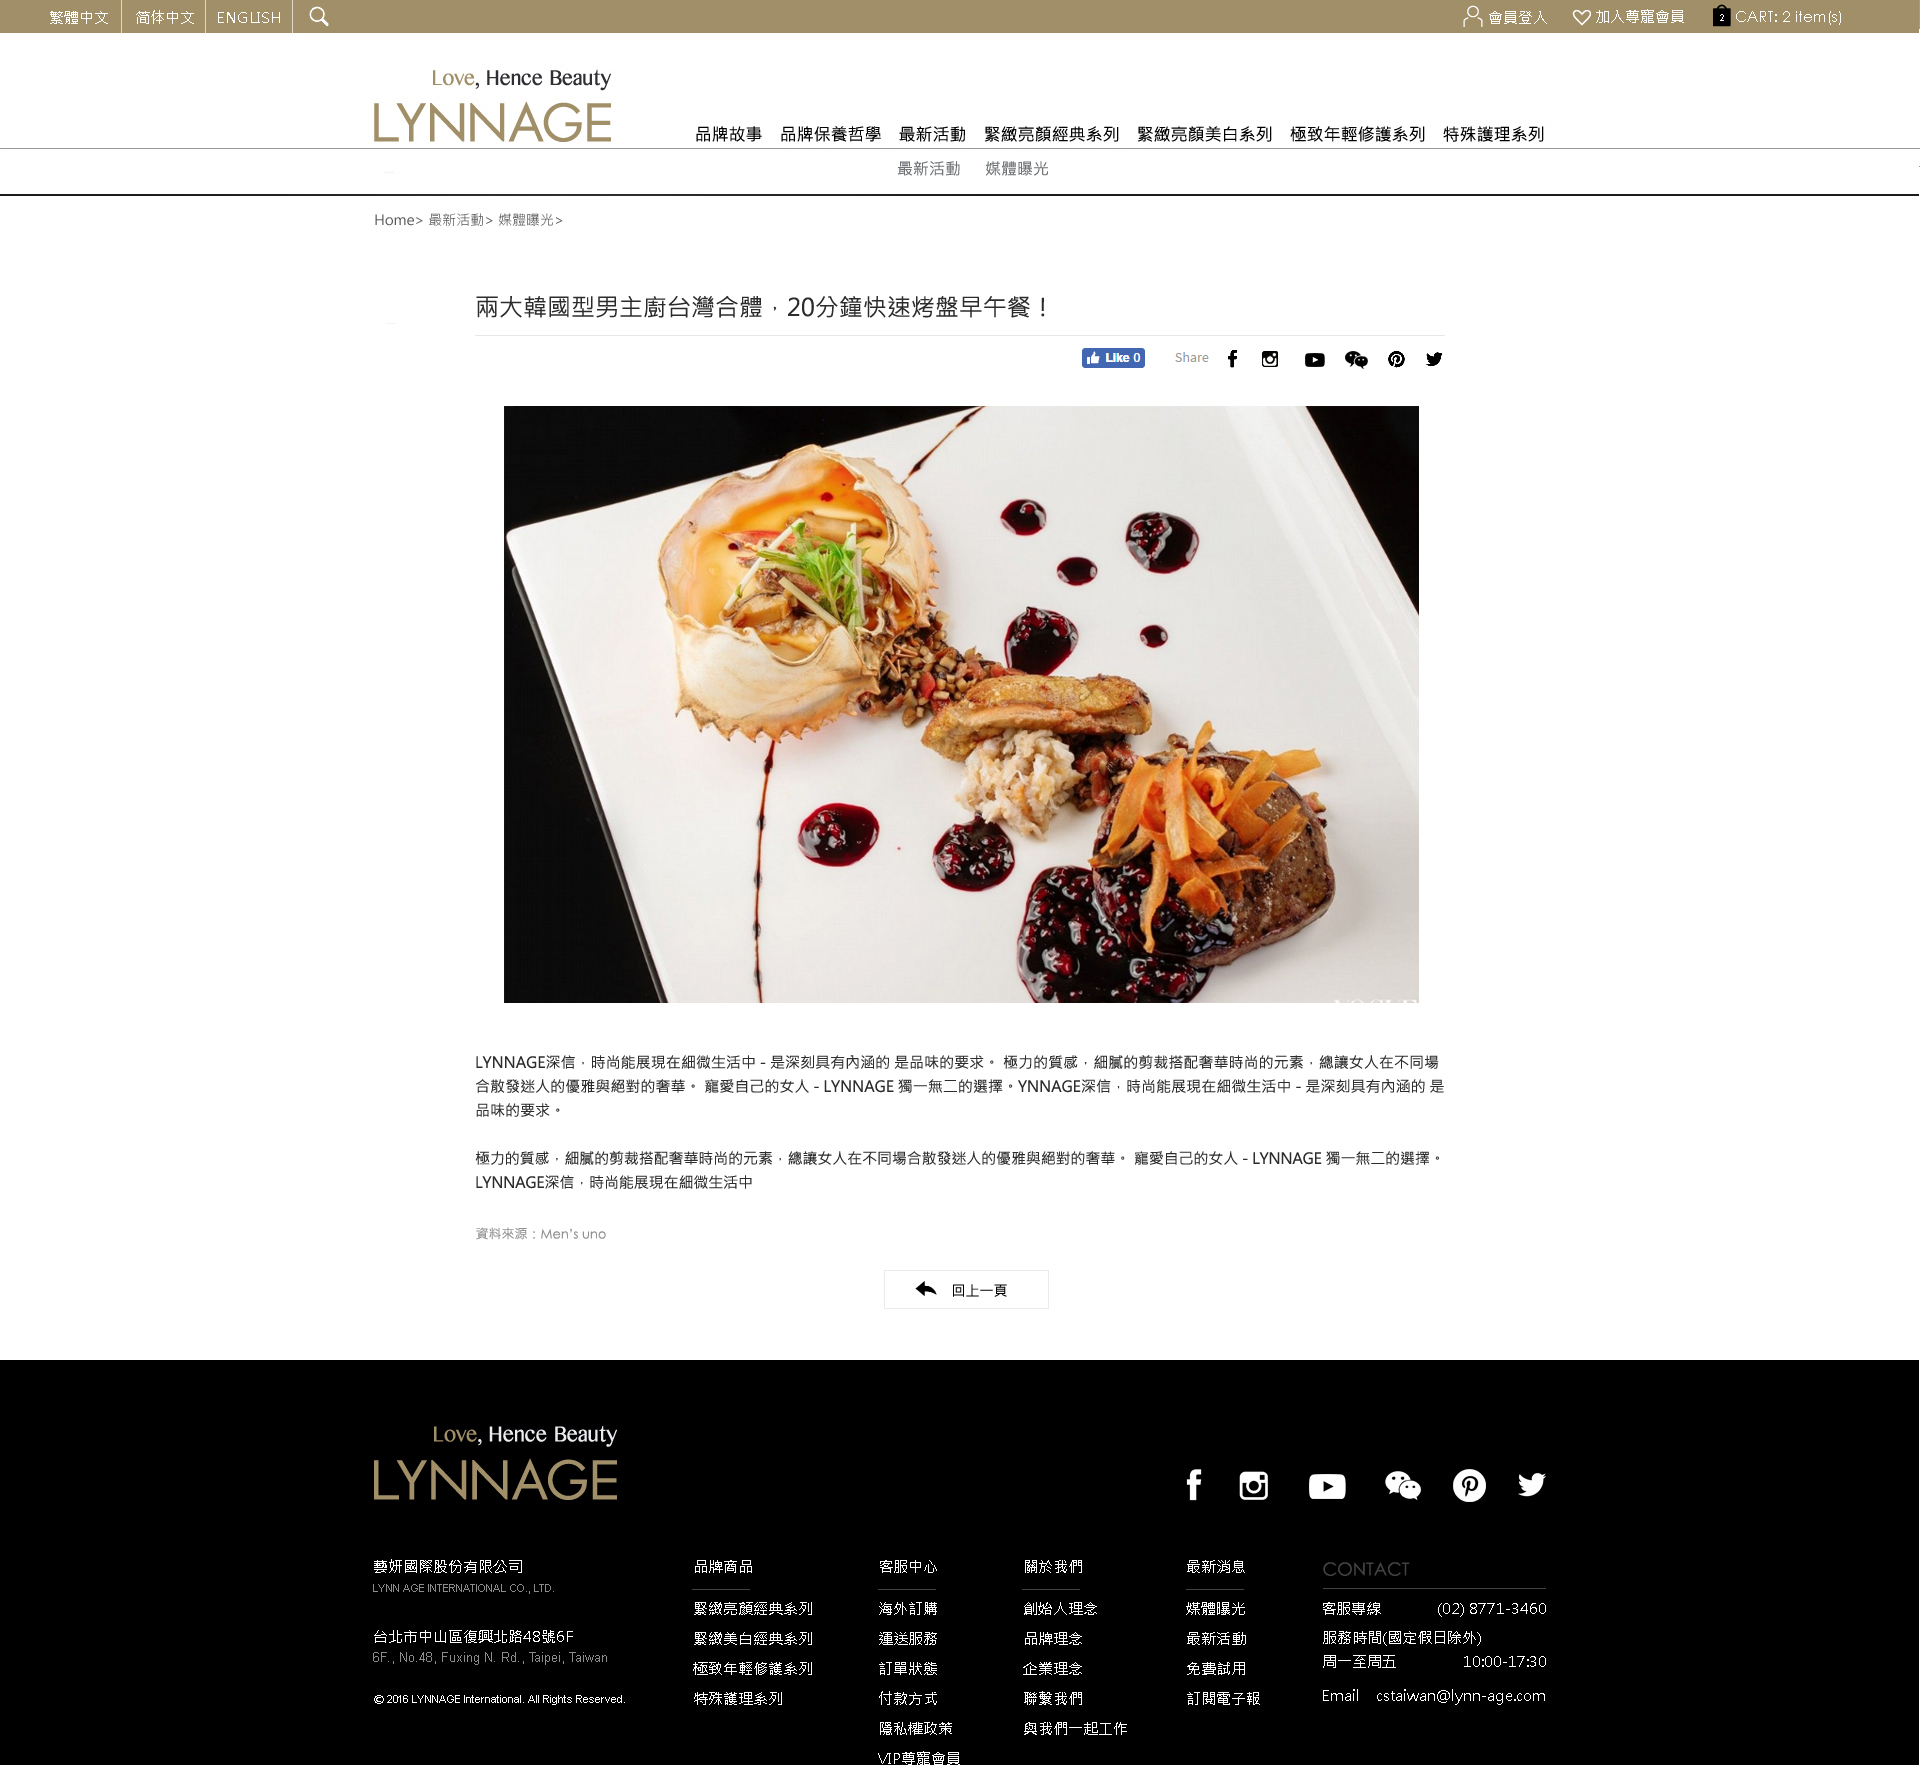 繁體中文 简体中文 ENGLISH 會員登入 加入尊寵會員 2 CART: 2 item(s)
Love, Hence Beauty
LYNNAGE
品牌故事 品牌保養哲學 最新活動 緊緻亮顏經典系列 緊緻亮顏美白系列 極致年輕修護系列 特殊護理系列
最新活動 媒體曝光
Home> 最新活動> 媒體曝光>
兩大韓國型男主廚台灣合體，20分鐘快速烤盤早午餐！
Like 0 Share
VOGUE
LYNNAGE深信，時尚能展現在細微生活中 - 是深刻具有內涵的 是品味的要求。 極力的質感，細膩的剪裁搭配奢華時尚的元素，總讓女人在不同場
合散發迷人的優雅與絕對的奢華。 寵愛自己的女人 - LYNNAGE 獨一無二的選擇。YNNAGE深信，時尚能展現在細微生活中 - 是深刻具有內涵的 是
品味的要求。
極力的質感，細膩的剪裁搭配奢華時尚的元素，總讓女人在不同場合散發迷人的優雅與絕對的奢華。 寵愛自己的女人 - LYNNAGE 獨一無二的選擇。
LYNNAGE深信，時尚能展現在細微生活中
資料來源：Men's uno
回上一頁
Love, Hence Beauty
LYNNAGE
藝妍國際股份有限公司
LYNN AGE INTERNATIONAL CO., LTD.
台北市中山區復興北路48號6F
6F., No.48, Fuxing N. Rd., Taipei, Taiwan
© 2016 LYNNAGE International. All Rights Reserved.
品牌商品
緊緻亮顏經典系列
緊緻美白經典系列
極致年輕修護系列
特殊護理系列
客服中心
海外訂購
運送服務
訂單狀態
付款方式
隱私權政策
VIP尊寵會員
關於我們
創始人理念
品牌理念
企業理念
聯繫我們
與我們一起工作
最新消息
媒體曝光
最新活動
免費試用
訂閱電子報
CONTACT
客服專線 (02) 8771-3460
服務時間(國定假日除外)
周一至周五 10:00-17:30
Email cstaiwan@lynn-age.com